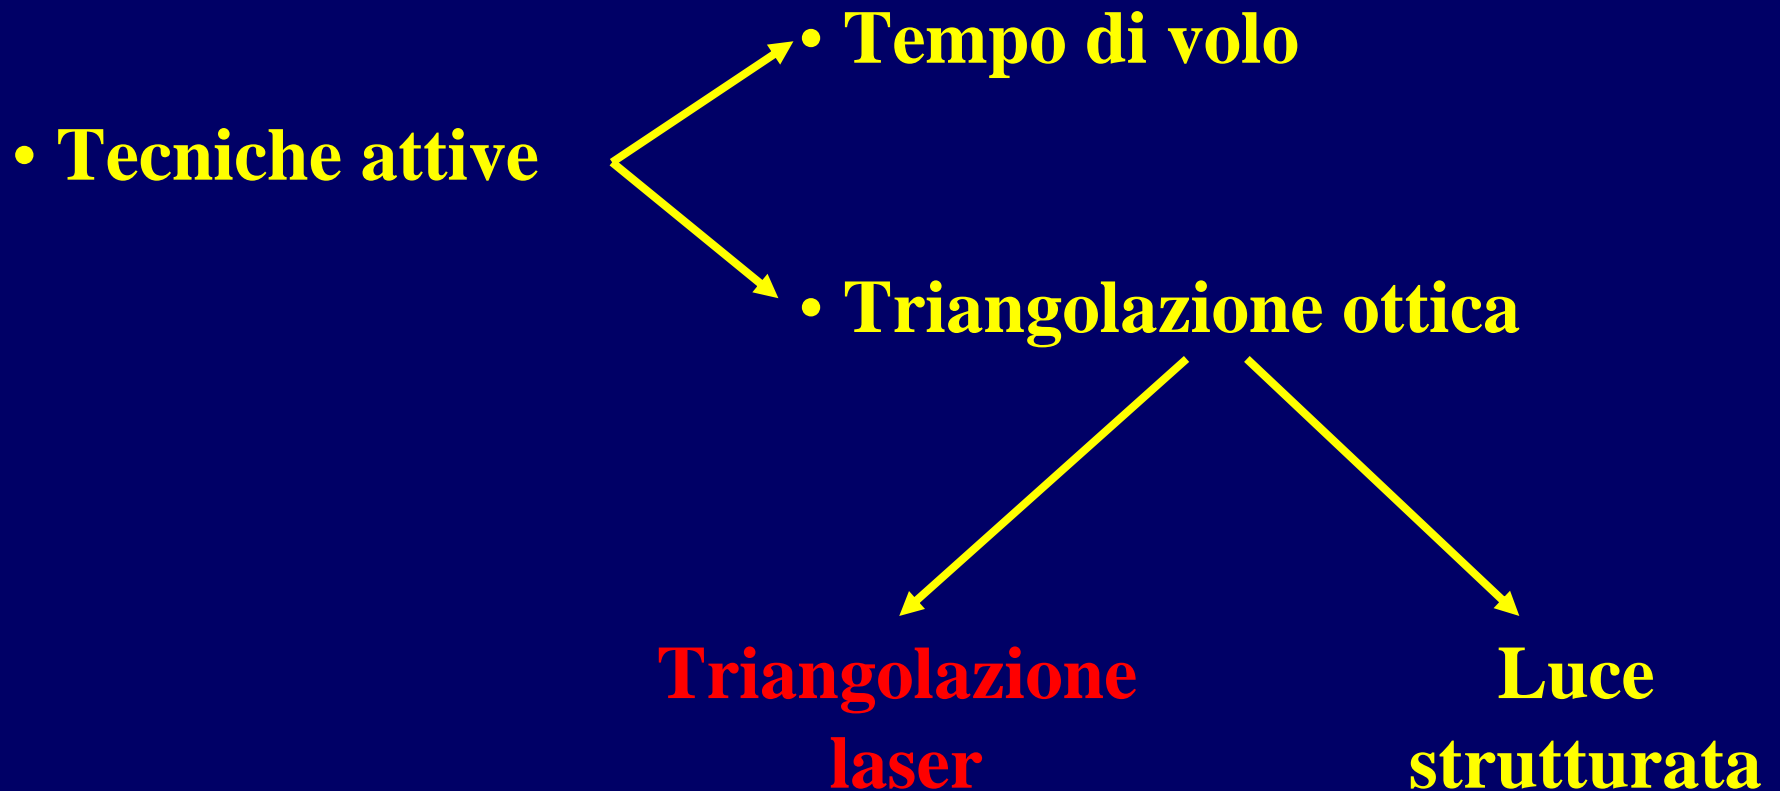 • Tempo di volo
• Tecniche attive
• Triangolazione ottica
Triangolazione
laser
Luce
strutturata